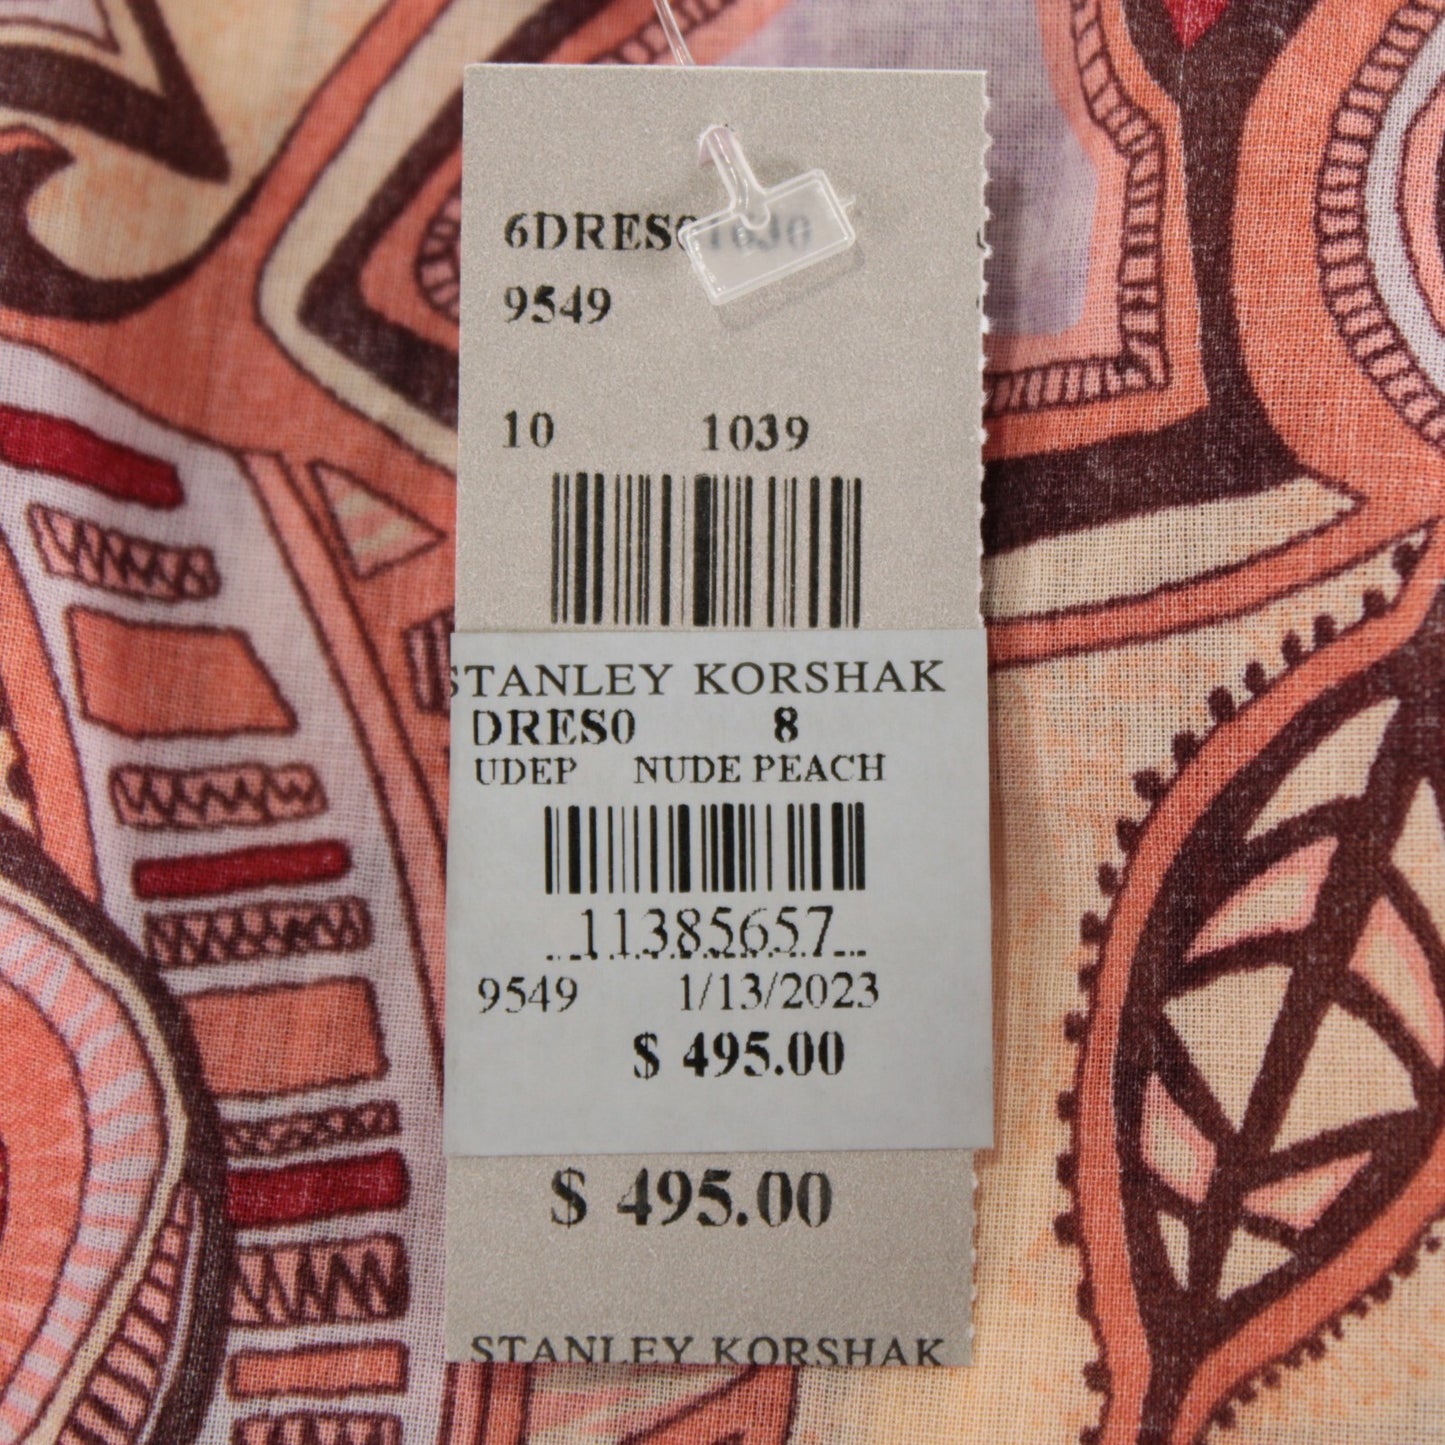 6DRES01030
9549
10 1039
STANLEY KORSHAK
DRES0 8
UDEP NUDE PEACH
11385657
9549 1/13/2023
$ 495.00
$ 495.00
STANLEY KORSHAK